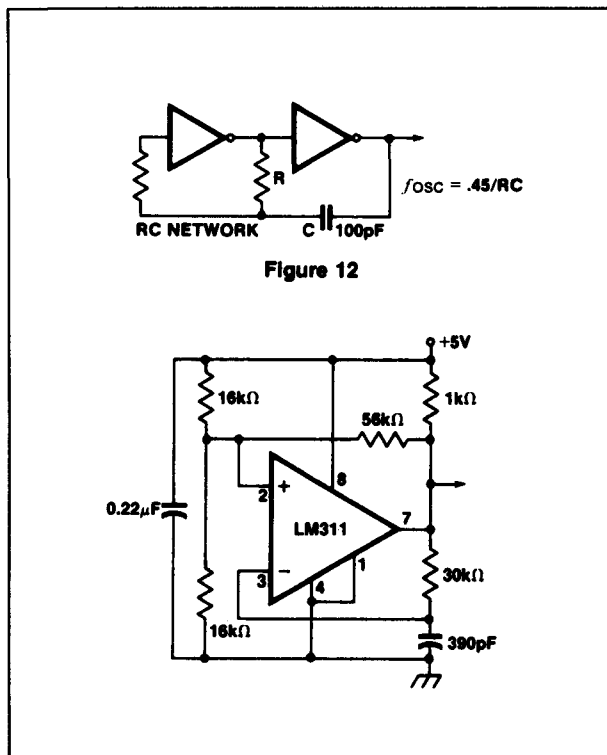 R
fosc = .45/RC
RC NETWORK
C
100pF
Figure 12
+5V
16kΩ
1kΩ
56kΩ
8
2
+
0.22µF
LM311
7
3
−
1
4
30kΩ
16kΩ
390pF